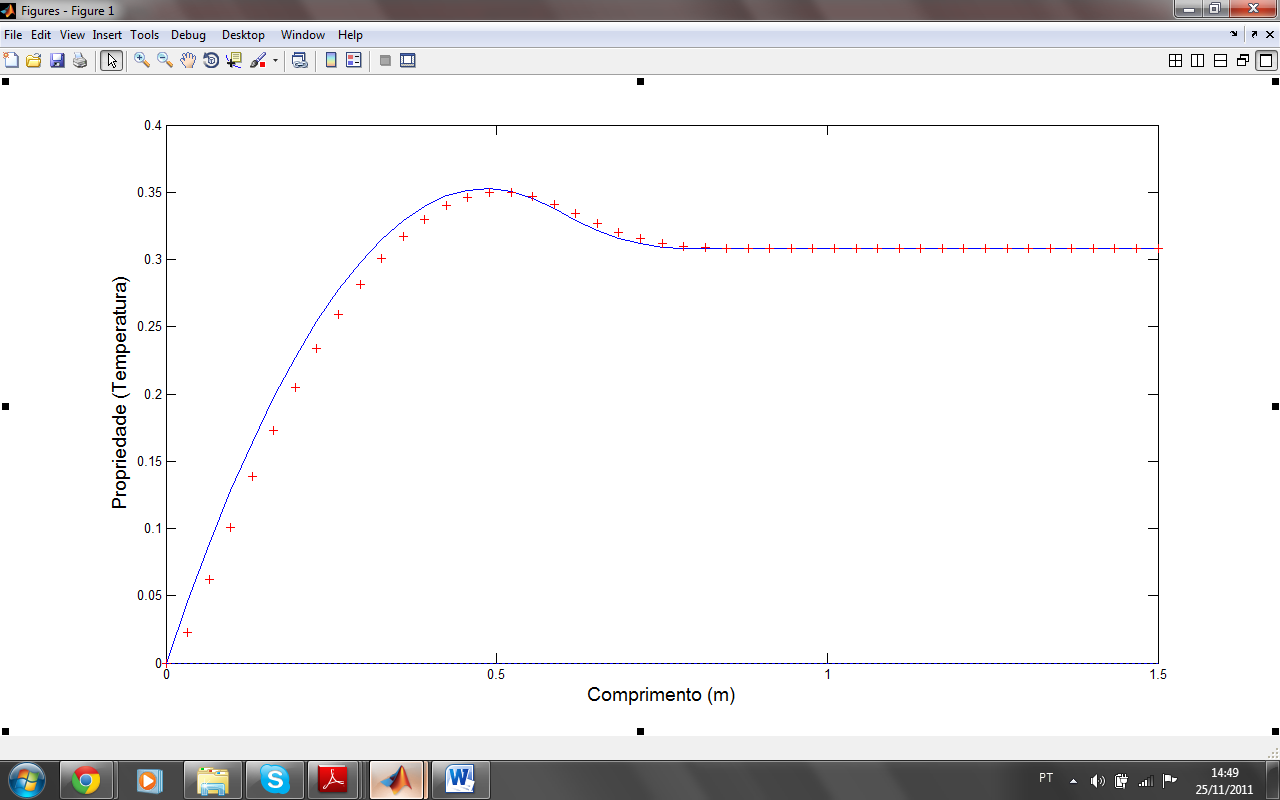 Figures - Figure 1
File Edit View Insert Tools Debug Desktop Window Help
0.4
0.35
0.3
0.25
0.2
0.15
0.1
0.05
0
Propriedade (Temperatura)
0 0.5 1 1.5
Comprimento (m)
PT
14:49
25/11/2011